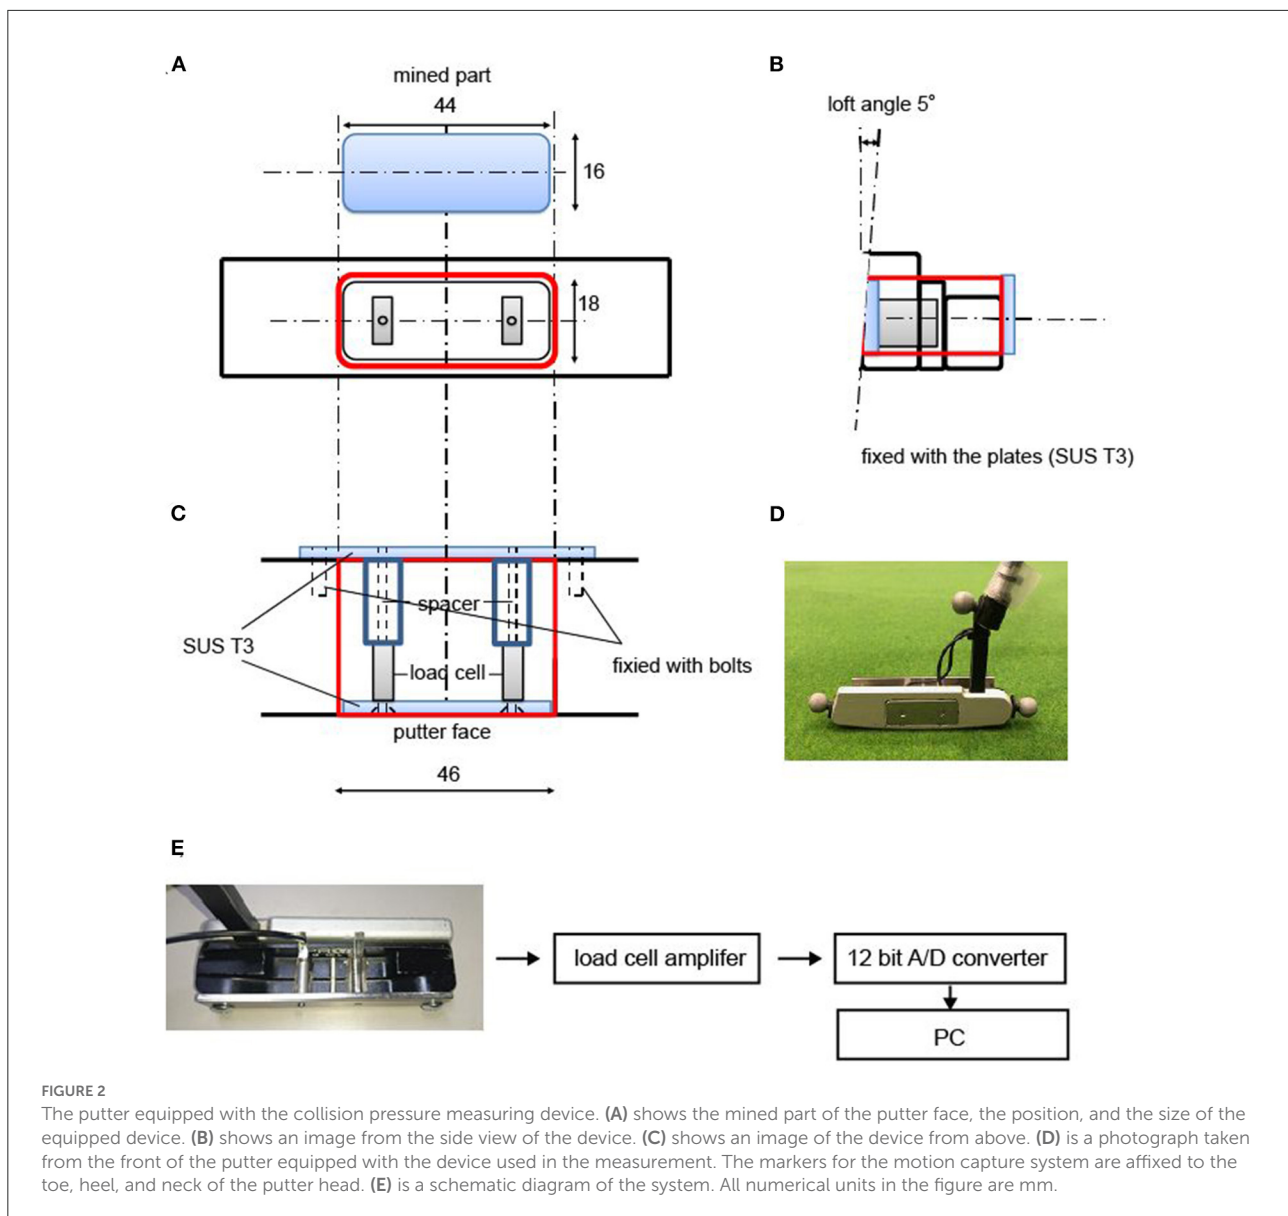 A
mined part
44
16
18
B
loft angle 5°
fixed with the plates (SUS T3)
C
spacer
SUS T3
load cell
fixied with bolts
putter face
46
D
E
load cell amplifer
12 bit A/D converter
PC
FIGURE 2
The putter equipped with the collision pressure measuring device. (A) shows the mined part of the putter face, the position, and the size of the
equipped device. (B) shows an image from the side view of the device. (C) shows an image of the device from above. (D) is a photograph taken
from the front of the putter equipped with the device used in the measurement. The markers for the motion capture system are affixed to the
toe, heel, and neck of the putter head. (E) is a schematic diagram of the system. All numerical units in the figure are mm.